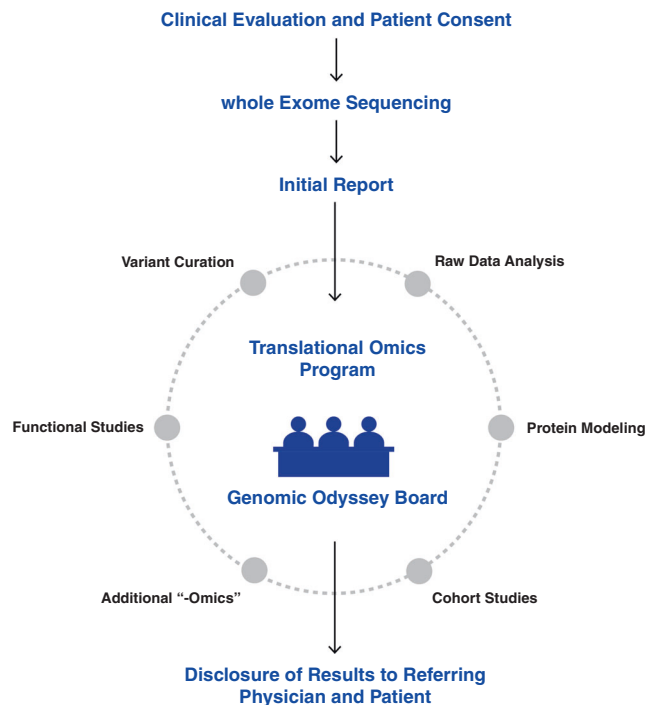 Clinical Evaluation and Patient Consent
whole Exome Sequencing
Initial Report
Variant Curation
Raw Data Analysis
Translational Omics
Program
Functional Studies
Protein Modeling
Genomic Odyssey Board
Additional “-Omics”
Cohort Studies
Disclosure of Results to Referring
Physician and Patient